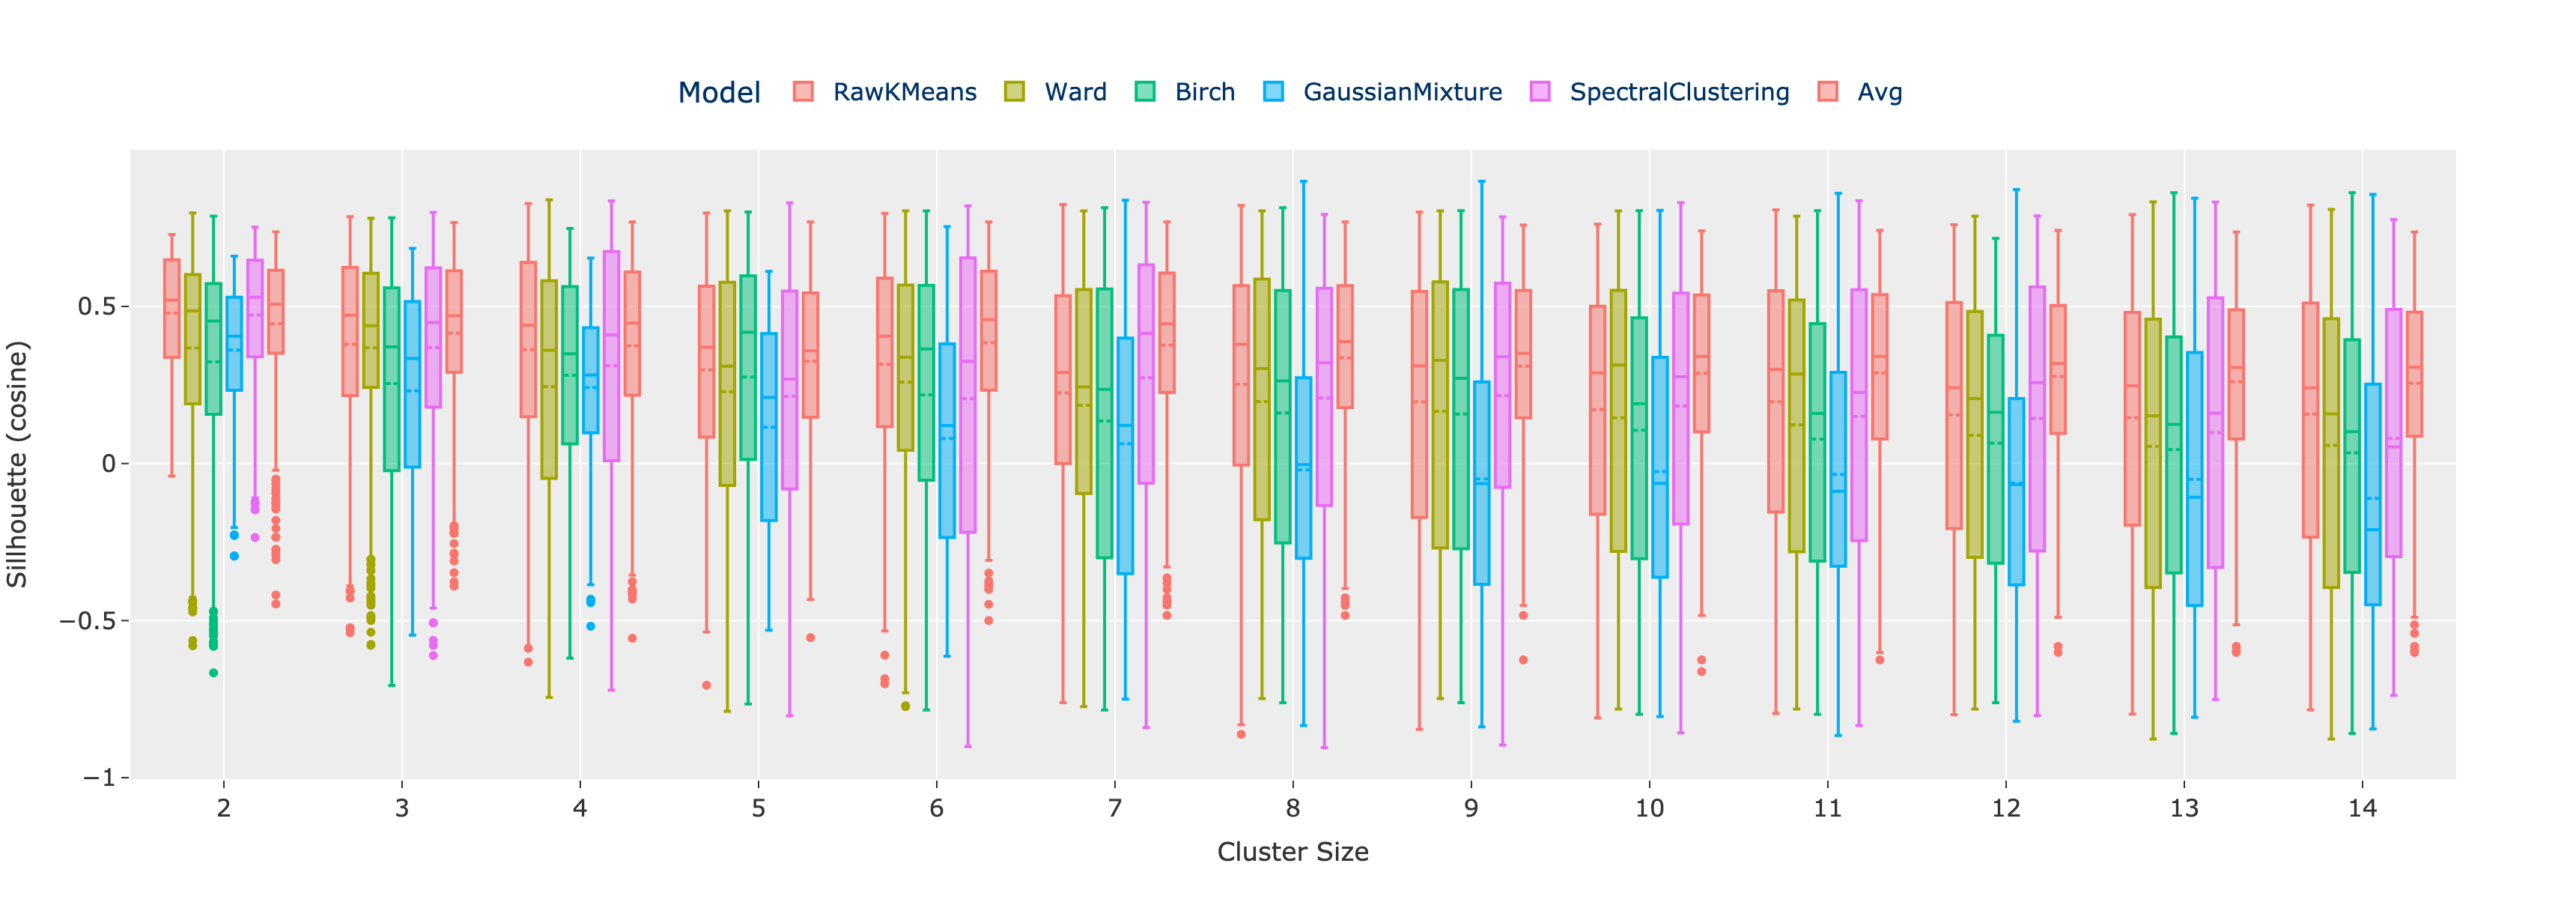 Model RawKMeans Ward Birch GaussianMixture SpectralClustering Avg
Sillhouette (cosine)
0.5
0
−0.5
−1
2 3 4 5 6 7 8 9 10 11 12 13 14
Cluster Size